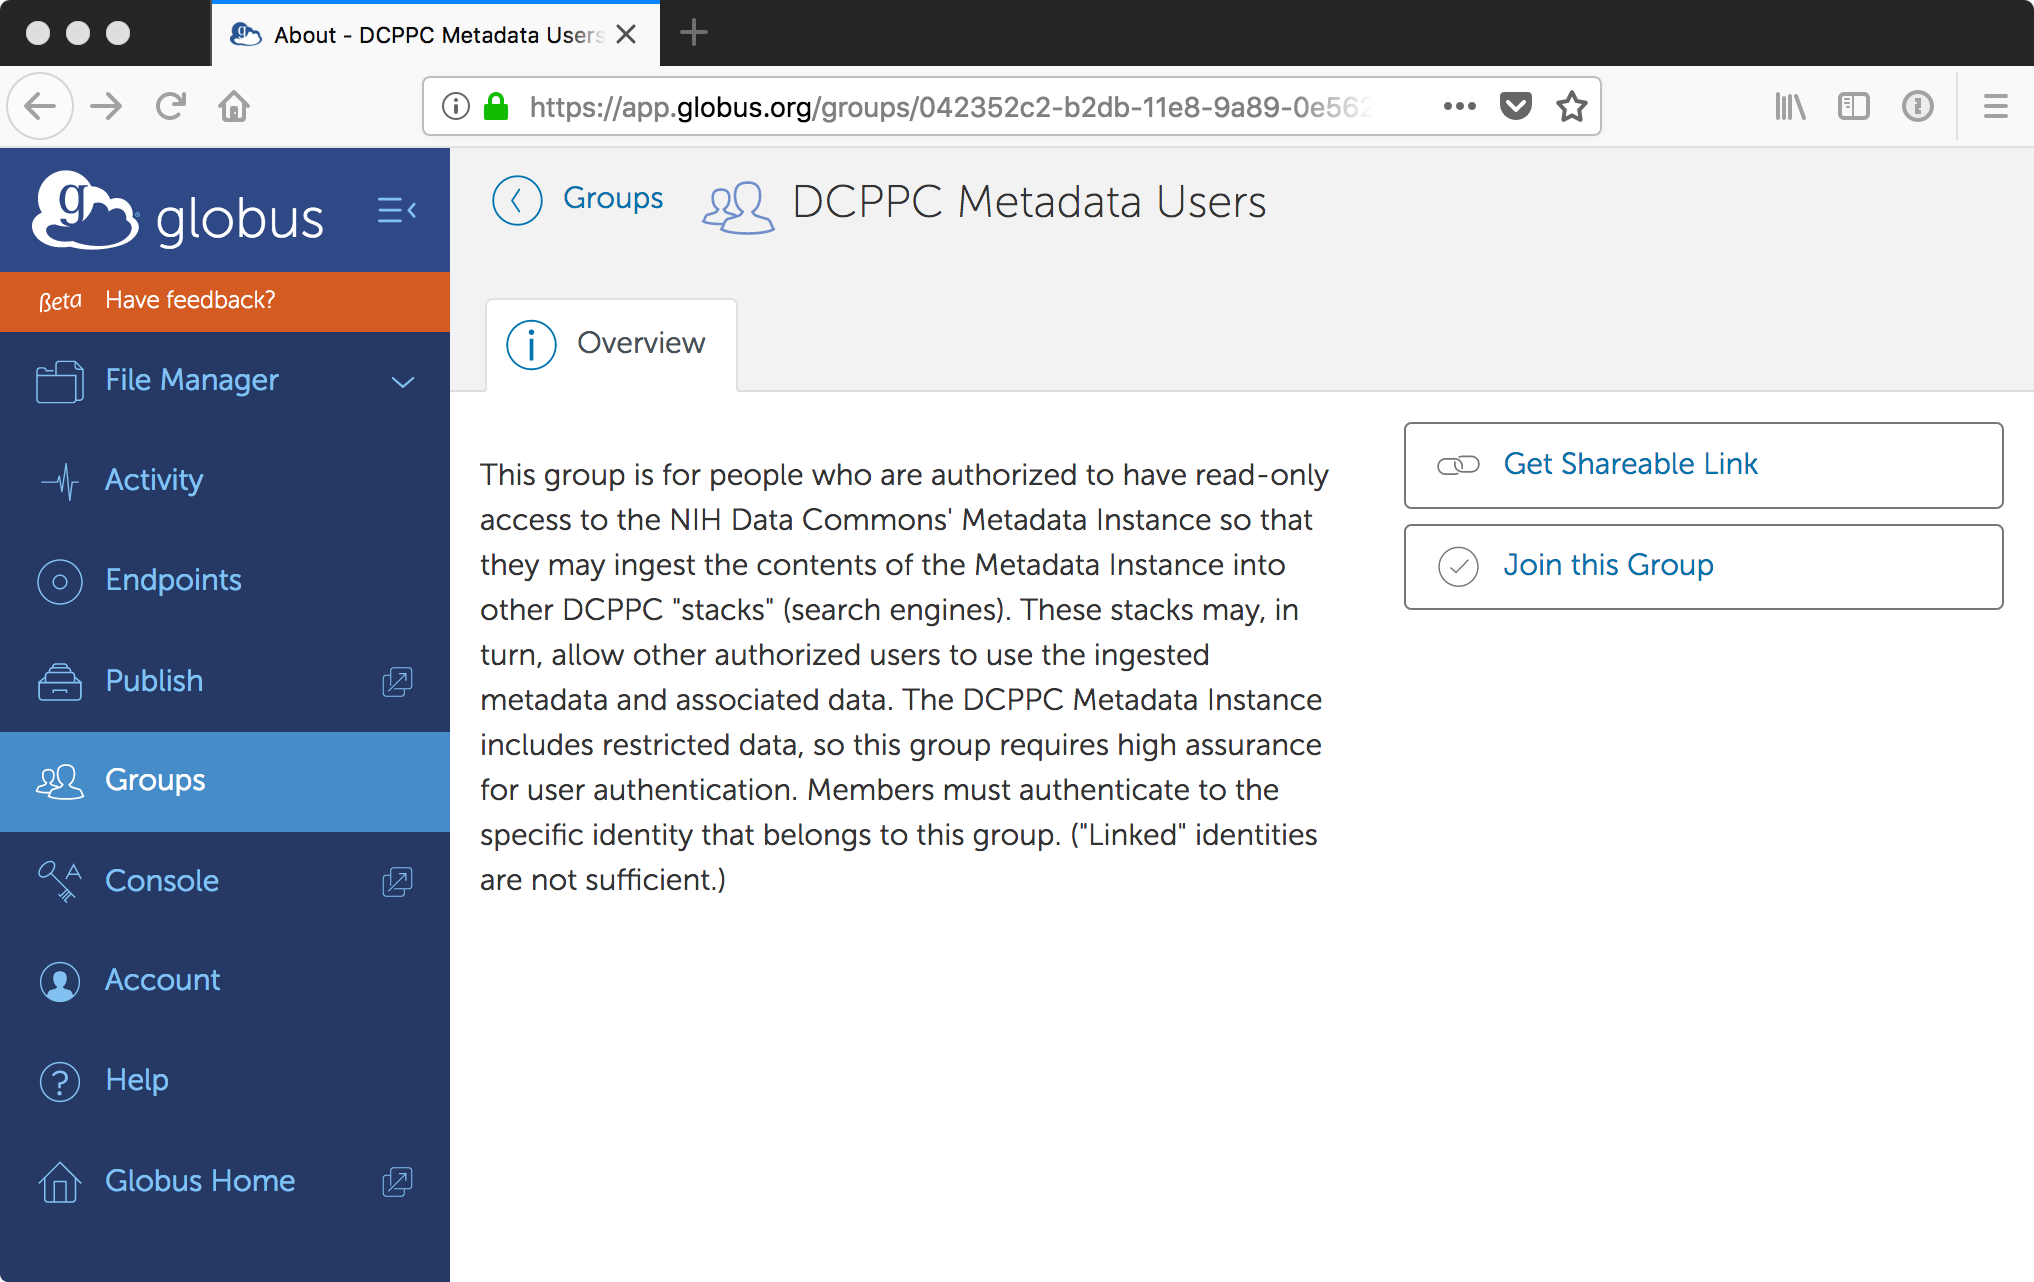 About - DCPPC Metadata Users
https://app.globus.org/groups/042352c2-b2db-11e8-9a89-0e562
globus
Beta Have feedback?
File Manager
Activity
Endpoints
Publish
Groups
Console
Account
Help
Globus Home
Groups
DCPPC Metadata Users
Overview
This group is for people who are authorized to have read-only
access to the NIH Data Commons' Metadata Instance so that
they may ingest the contents of the Metadata Instance into
other DCPPC "stacks" (search engines). These stacks may, in
turn, allow other authorized users to use the ingested
metadata and associated data. The DCPPC Metadata Instance
includes restricted data, so this group requires high assurance
for user authentication. Members must authenticate to the
specific identity that belongs to this group. ("Linked" identities
are not sufficient.)
Get Shareable Link
Join this Group